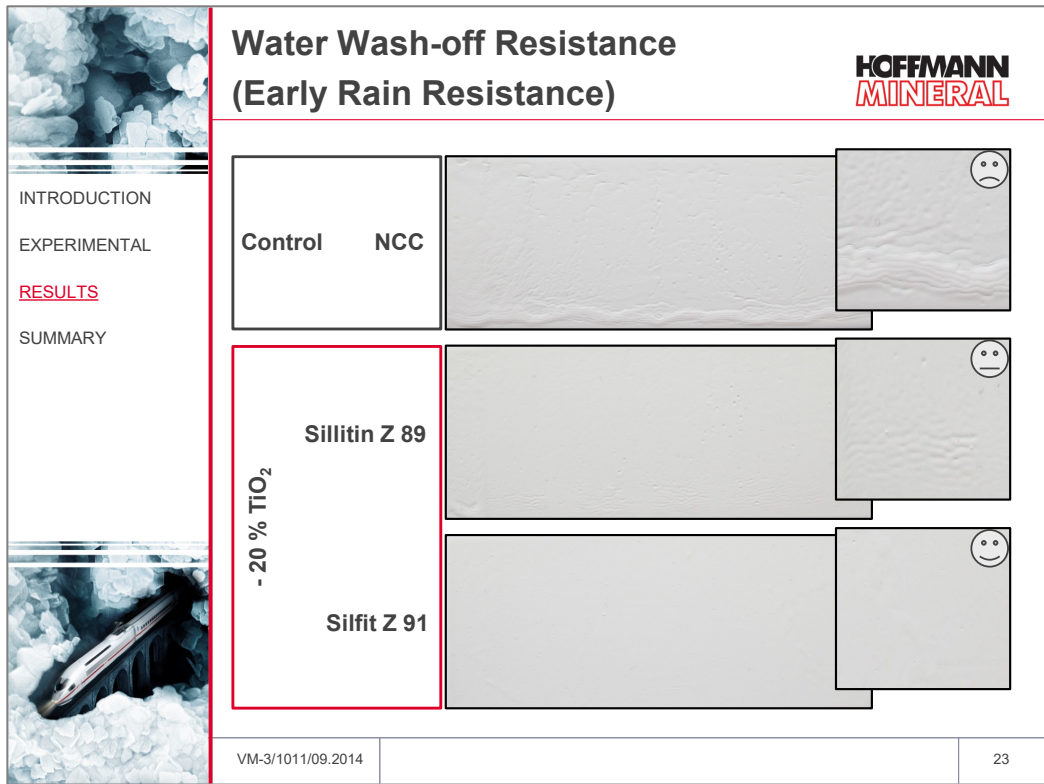 Water Wash-off Resistance
(Early Rain Resistance)
HOFFMANN
MINERAL
INTRODUCTION
EXPERIMENTAL
RESULTS
SUMMARY
Control NCC
- 20 % TiO₂
Sillitin Z 89
Silfit Z 91
VM-3/1011/09.2014
23